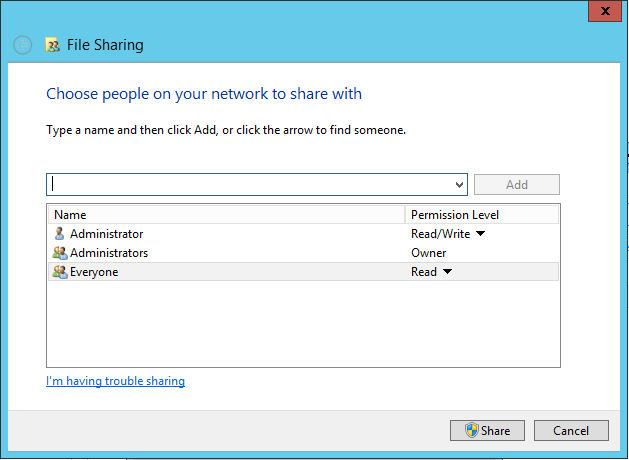 File Sharing
Choose people on your network to share with
Type a name and then click Add, or click the arrow to find someone.
Add
Name Permission Level
Administrator Read/Write
Administrators Owner
Everyone Read
I'm having trouble sharing
Share Cancel